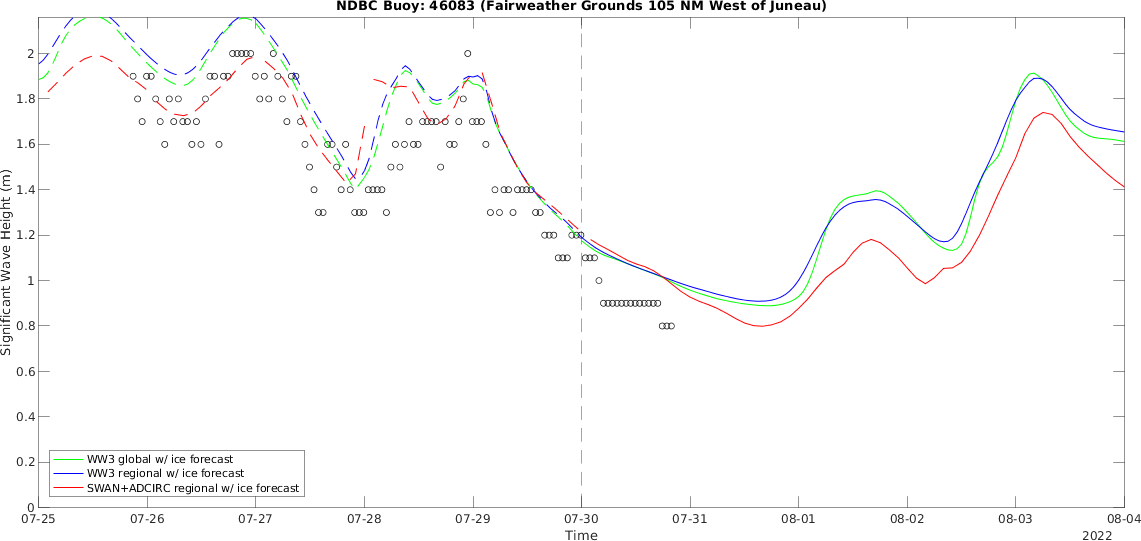 NDBC Buoy: 46083 (Fairweather Grounds 105 NM West of Juneau)
Significant Wave Height (m)
2
1.8
1.6
1.4
1.2
1
0.8
0.6
0.4
0.2
0
WW3 global w/ ice forecast
WW3 regional w/ ice forecast
SWAN+ADCIRC regional w/ ice forecast
07-25 07-26 07-27 07-28 07-29 07-30 07-31 08-01 08-02 08-03 08-04
Time
2022